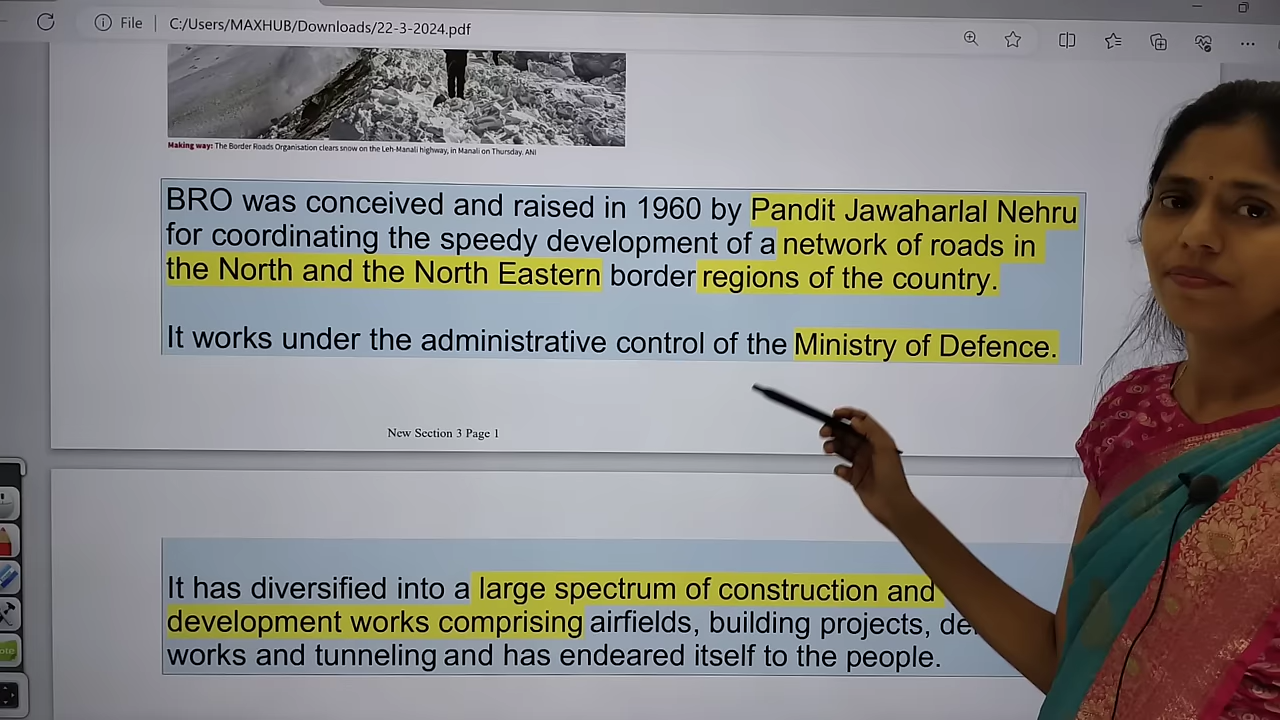 File
C:/Users/MAXHUB/Downloads/22-3-2024.pdf
Making way: The Border Roads Organisation clears snow on the Leh-Manali highway, in Manali on Thursday. ANI
BRO was conceived and raised in 1960 by Pandit Jawaharlal Nehru
for coordinating the speedy development of a network of roads in
the North and the North Eastern border regions of the country.
It works under the administrative control of the Ministry of Defence.
New Section 3 Page 1
It has diversified into a large spectrum of construction and
development works comprising airfields, building projects,
works and tunneling and has endeared itself to the people.